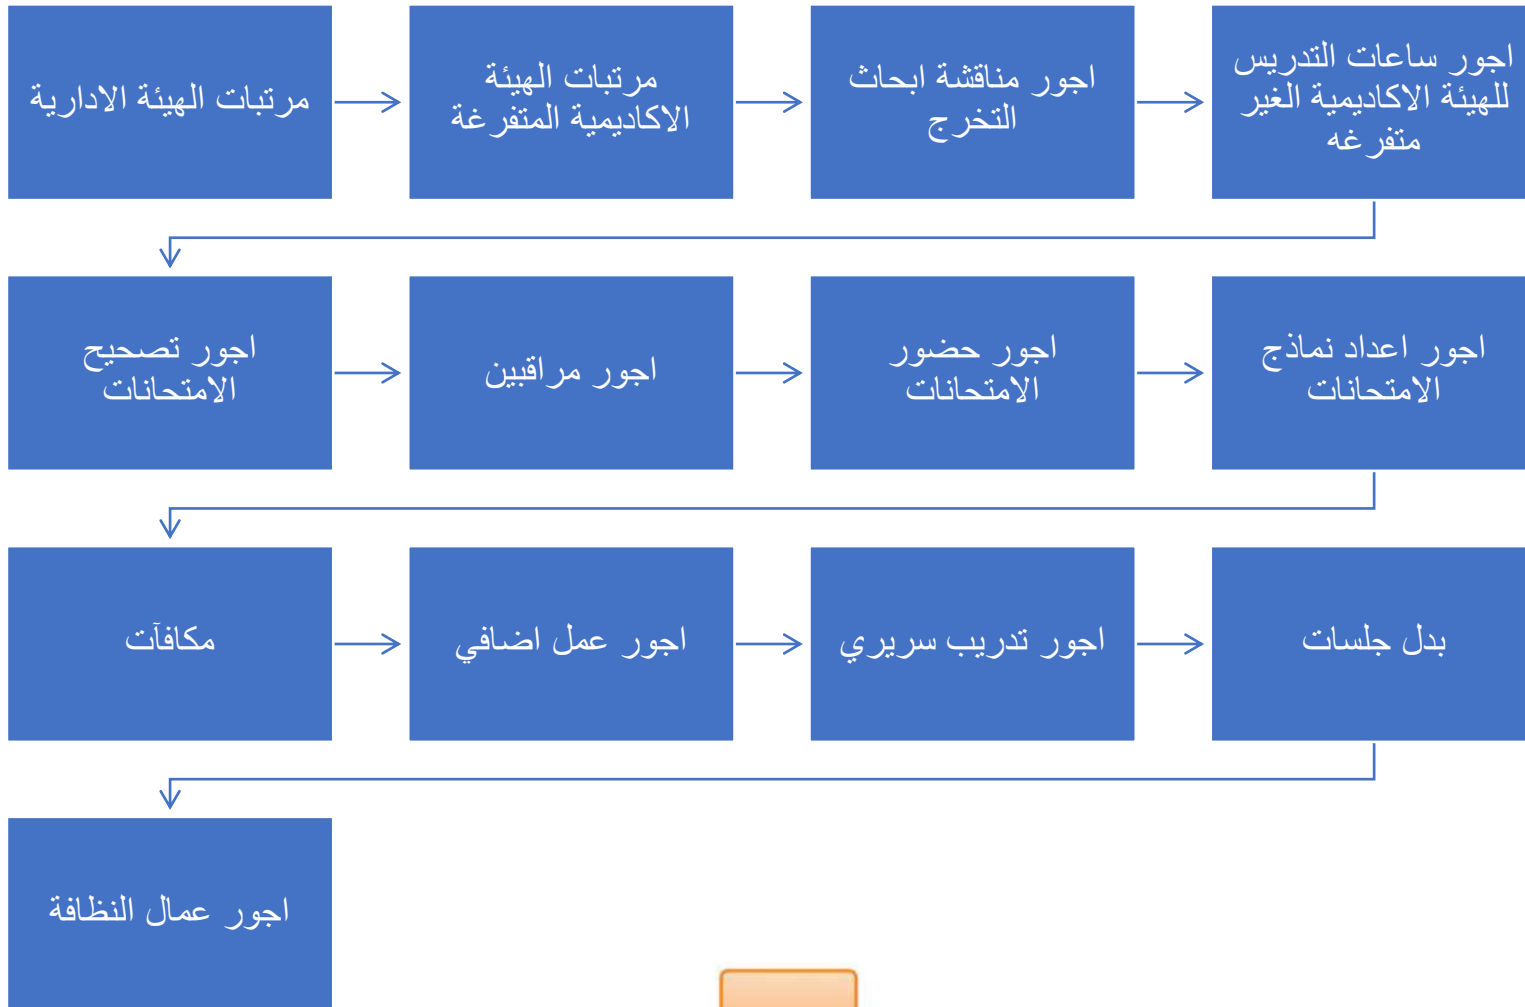 مرتبات الهيئة الادارية
مرتبات الهيئة
الاكاديمية المتفرغة
اجور مناقشة ابحاث
التخرج
اجور ساعات التدريس
للهيئة الاكاديمية الغير
متفرغه
اجور تصحيح
الامتحانات
اجور مراقبين
اجور حضور
الامتحانات
اجور اعداد نماذج
الامتحانات
مكافآت
اجور عمل اضافي
اجور تدريب سريري
بدل جلسات
اجور عمال النظافة